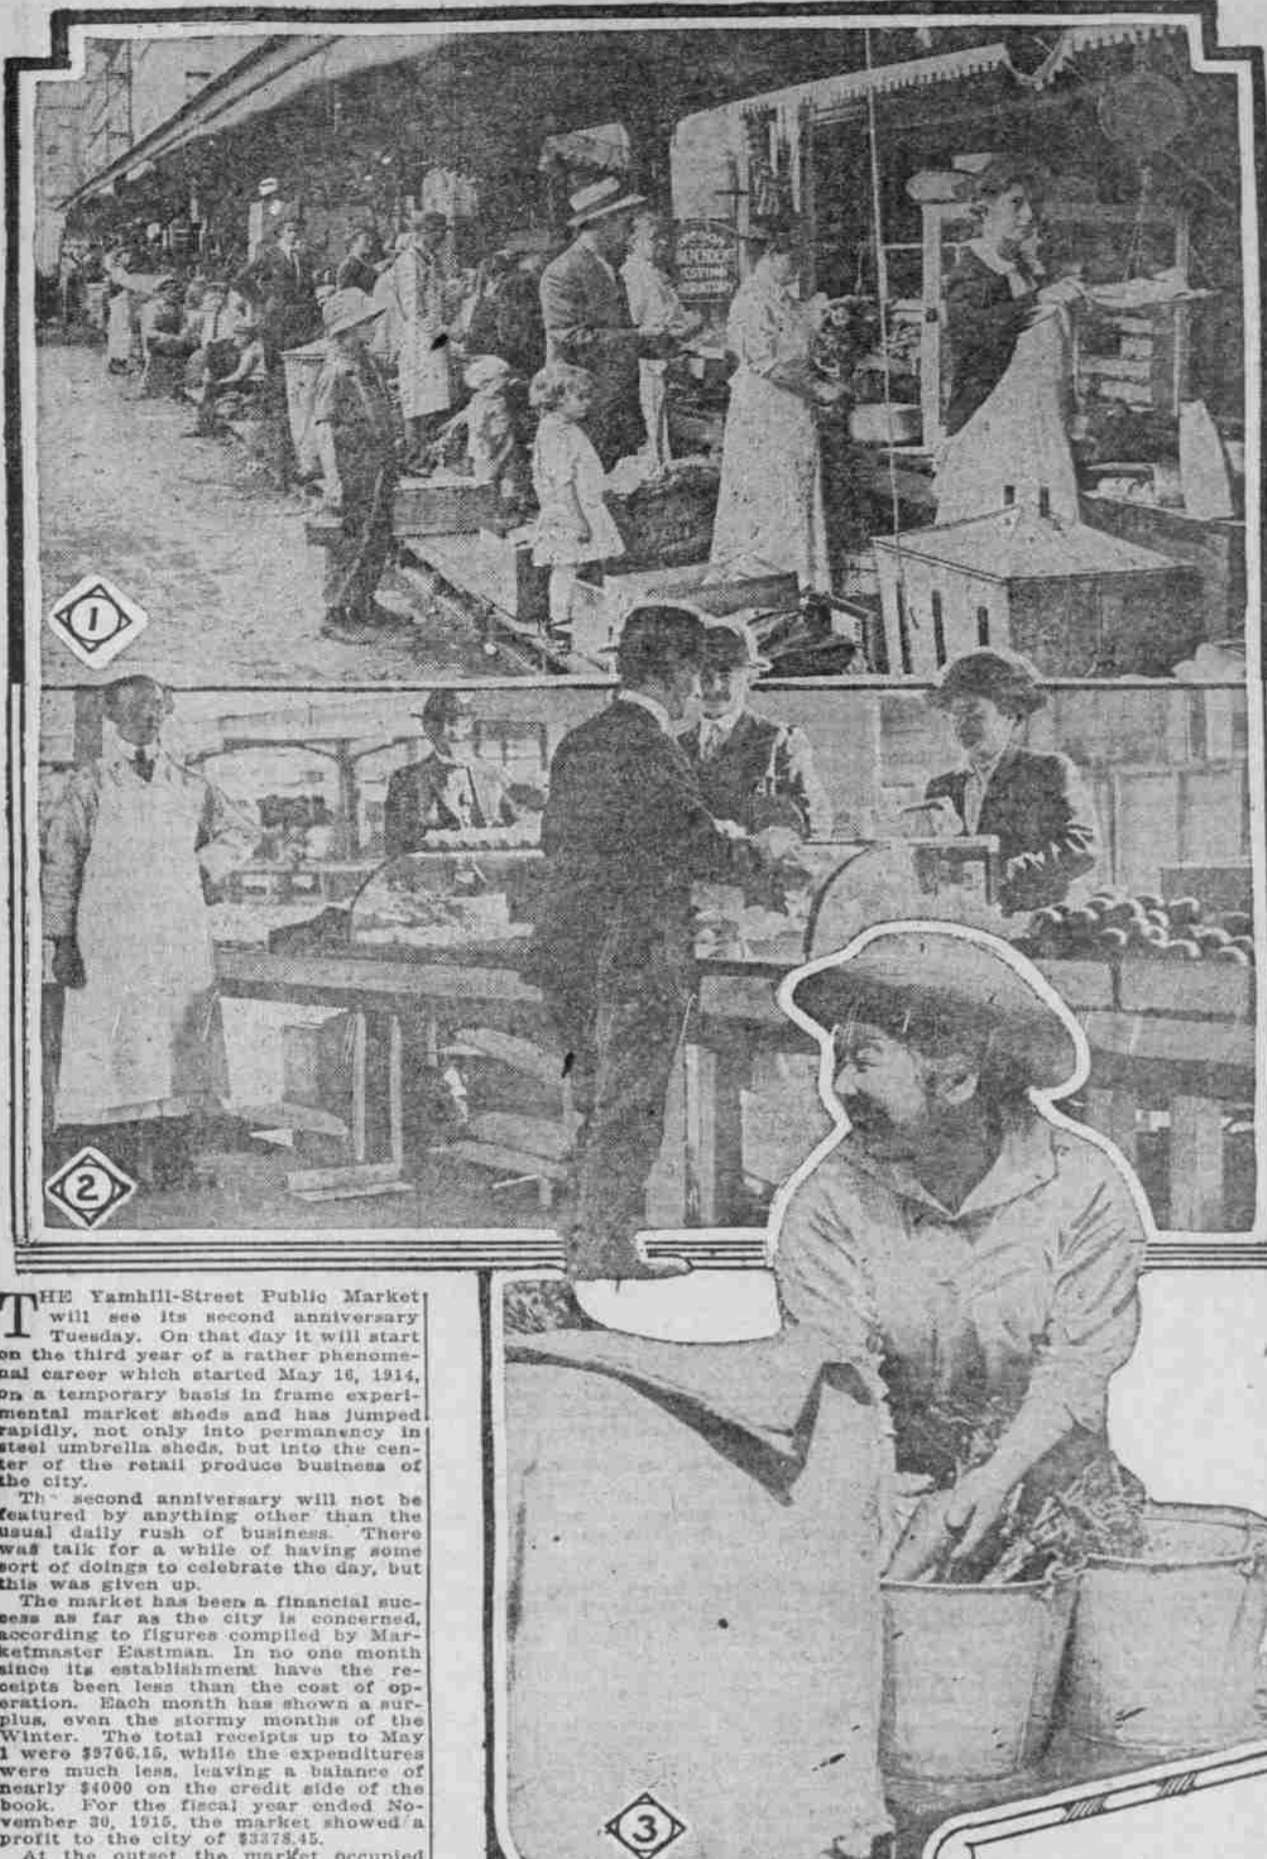 INDEPENDENT
TESTING
1
2
THE Yamhill-Street Public Market
will see its second anniversary
Tuesday. On that day it will start
on the third year of a rather phenome-
nal career which started May 16, 1914,
on a temporary basis in frame experi-
mental market sheds and has jumped
rapidly, not only into permanency in
steel umbrella sheds, but into the cen-
ter of the retail produce business of
the city.
The second anniversary will not be
featured by anything other than the
usual daily rush of business. There
was talk for a while of having some
sort of doings to celebrate the day, but
this was given up.
The market has been a financial suc-
cess as far as the city is concerned,
according to figures compiled by Mar-
ketmaster Eastman. In no one month
since its establishment have the re-
ceipts been less than the cost of op-
eration. Each month has shown a sur-
plus, even the stormy months of the
Winter. The total receipts up to May
1 were $9766.15, while the expenditures
were much less, leaving a balance of
nearly $4000 on the credit side of the
book. For the fiscal year ended No-
vember 30, 1915, the market showed a
profit to the city of $3378.45.
At the outset the market occupied
3